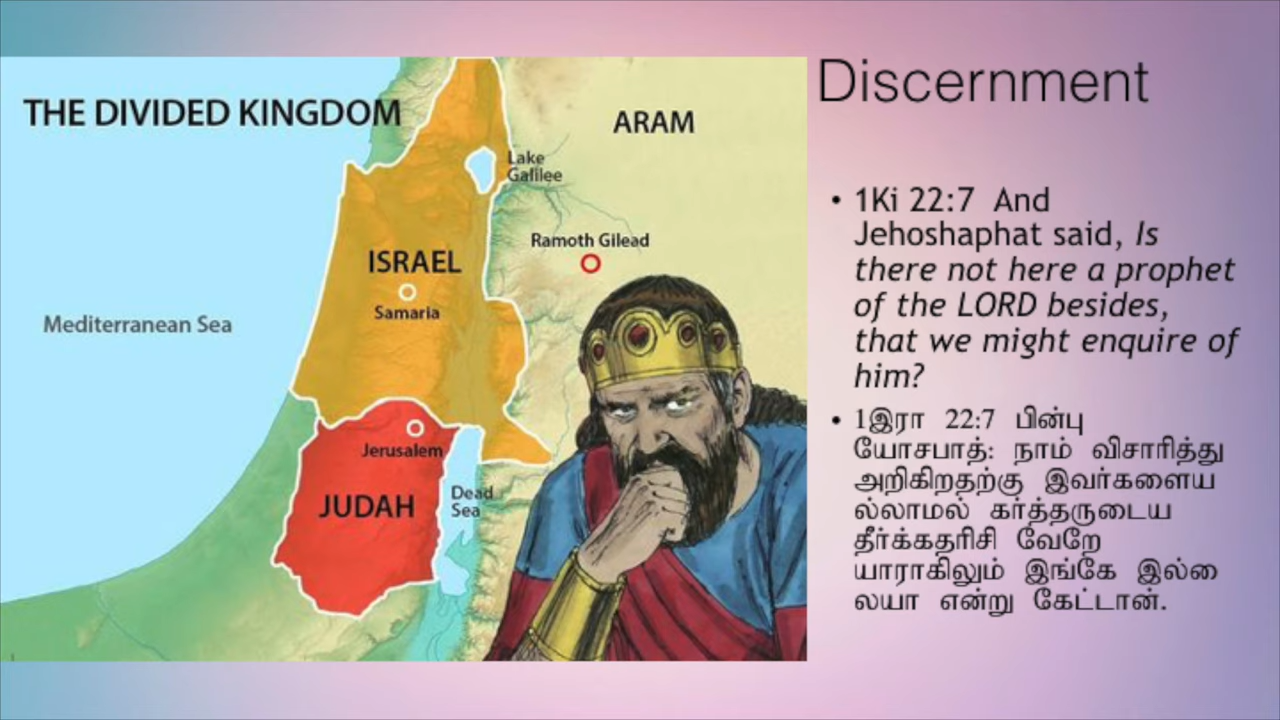 Discernment
THE DIVIDED KINGDOM
ARAM
Lake
Galilee
Ramoth Gilead
ISRAEL
Samaria
Mediterranean Sea
Jerusalem
JUDAH
Dead
Sea
• 1Ki 22:7 And
Jehoshaphat said, Is
there not here a prophet
of the LORD besides,
that we might enquire of
him?
• 1இரா 22:7 பின்பு
யோசபாத்: நாம் விசாரித்து
அறிகிறதற்கு இவர்களைய
ல்லாமல் கர்த்தருடைய
தீர்க்கதரிசி வேறே
யாராகிலும் இங்கே இல்லை
லயா என்று கேட்டான்.